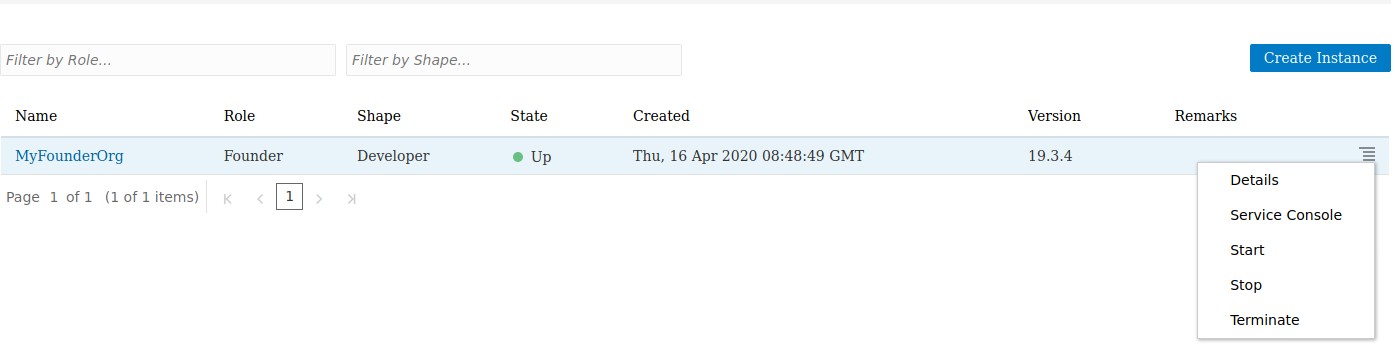 Filter by Role... Filter by Shape... Create Instance
Name Role Shape State Created Version Remarks
MyFounderOrg Founder Developer Up Thu, 16 Apr 2020 08:48:49 GMT 19.3.4
Page 1 of 1 (1 of 1 items) 1
Details
Service Console
Start
Stop
Terminate